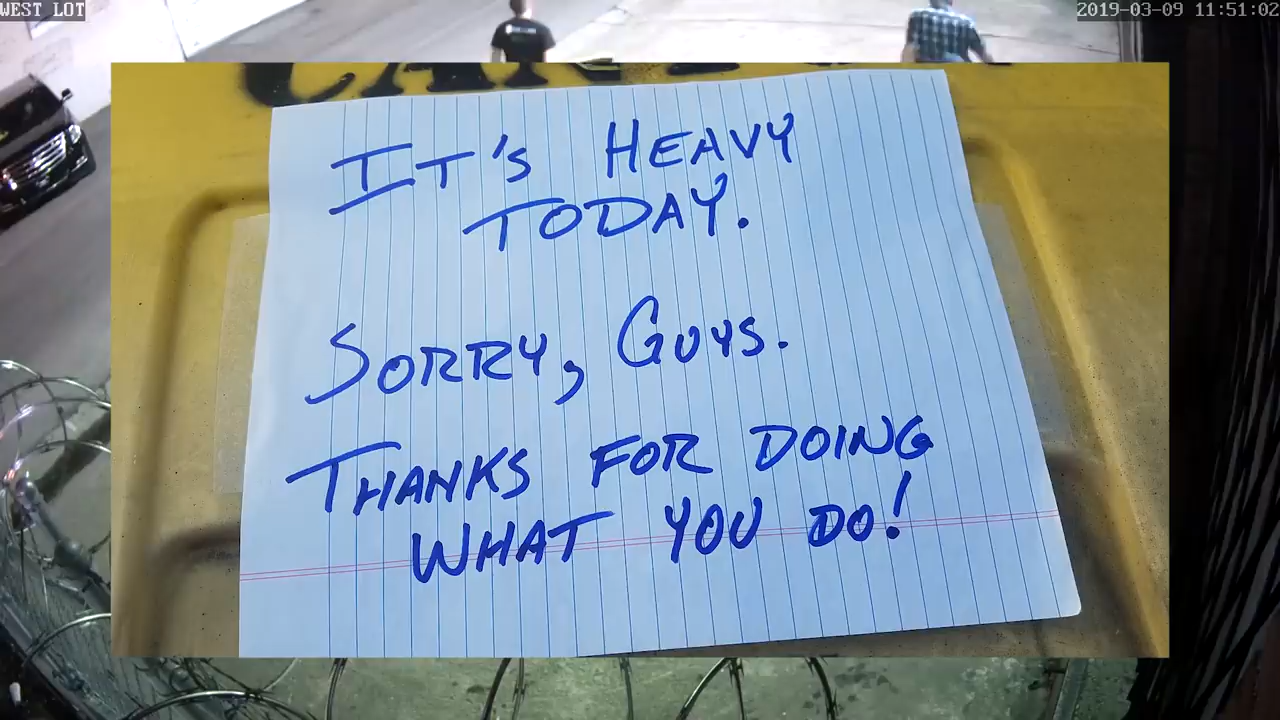 WEST LOT
2019-03-09 11:51:02
IT'S HEAVY
TODAY.
SORRY, GUYS.
THANKS FOR DOING
WHAT YOU DO!